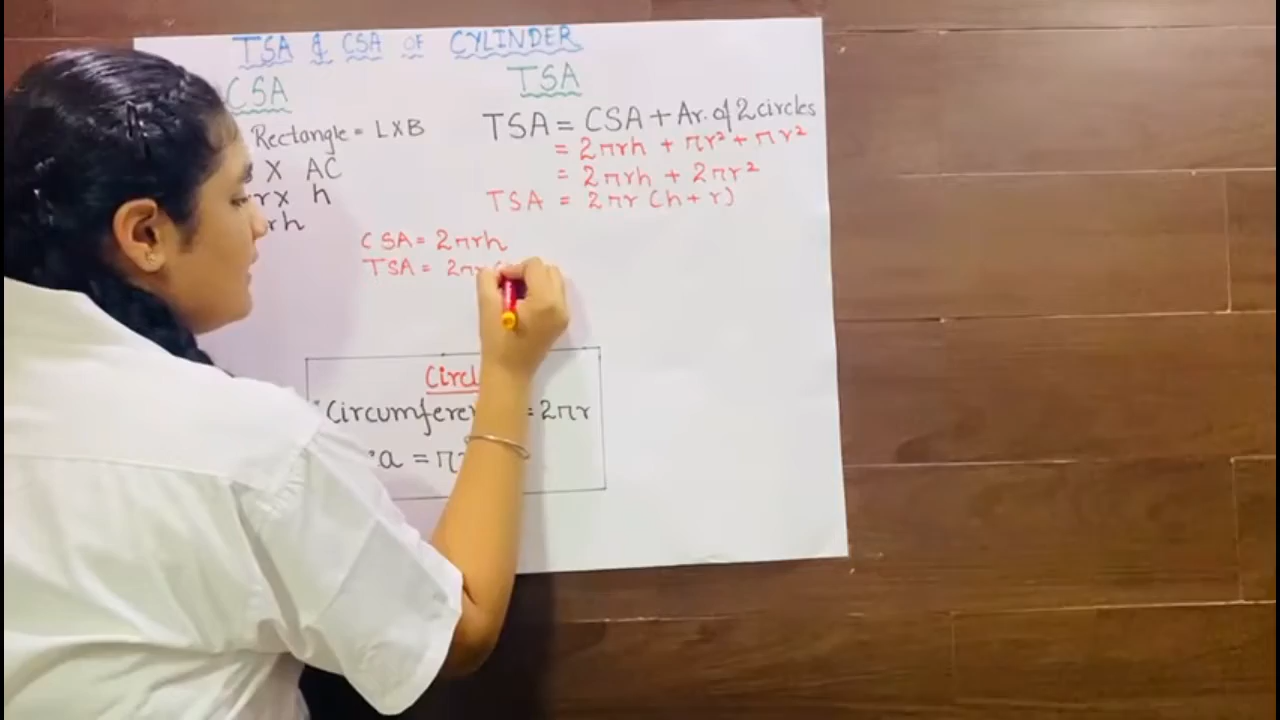 TSA & CSA OF CYLINDER
CSA
Rectangle = L X B
X AC
r x h
rh
TSA
TSA = CSA + Ar. of 2 circles
= 2πrh + πr² + πr²
= 2πrh + 2πr²
TSA = 2πr (h + r)
CSA = 2πrh
TSA = 2πr
Circl
Circumfere = 2πr
a = π